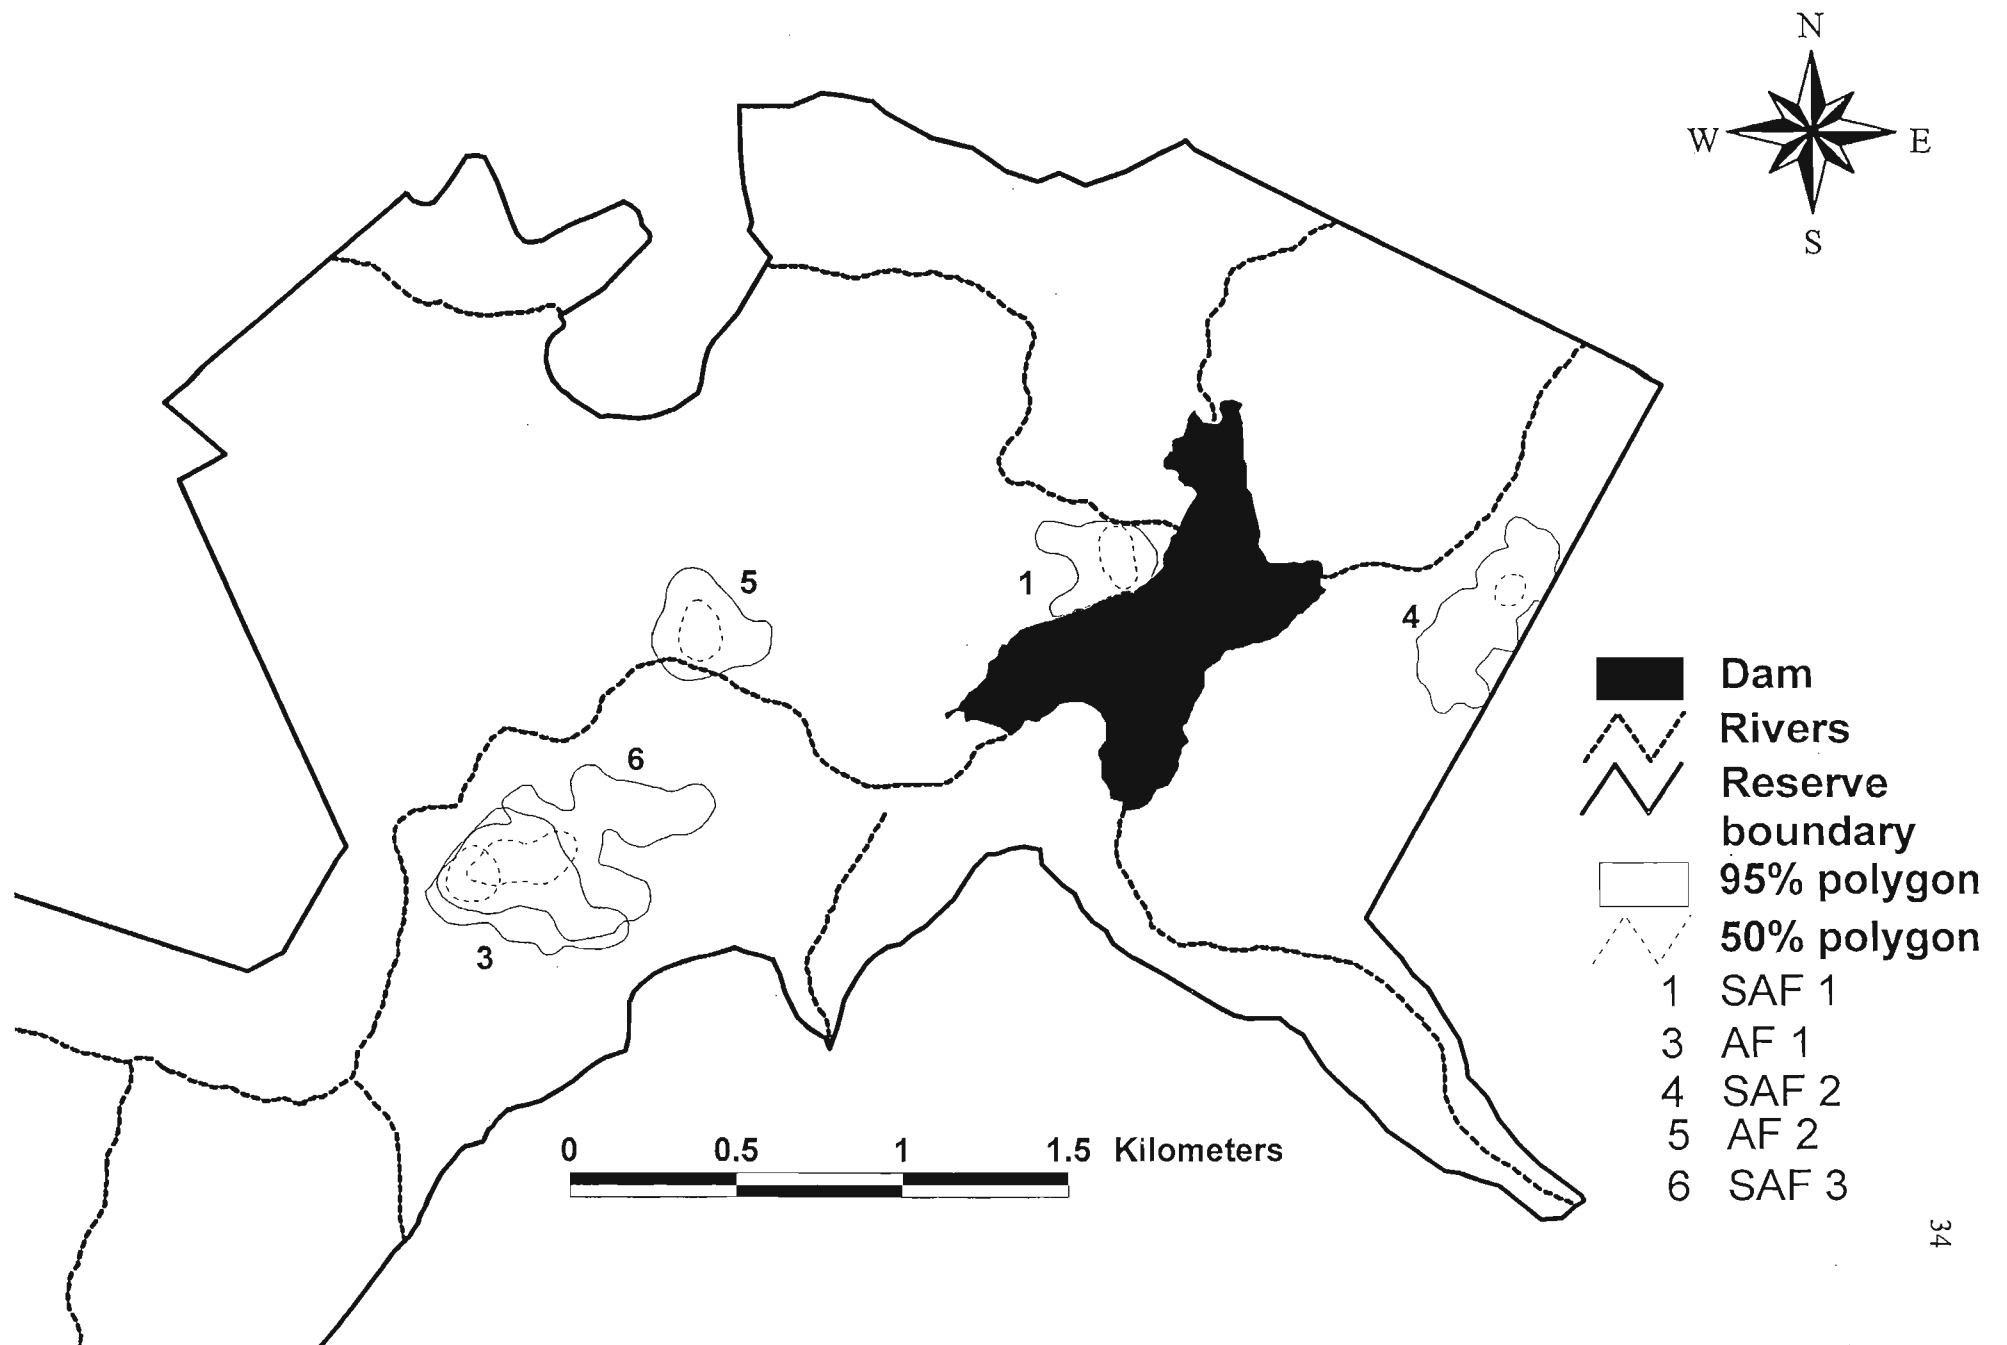 N
W E
S
5
1
4
6
3
Dam
Rivers
Reserve
boundary
95% polygon
50% polygon
1 SAF 1
3 AF 1
4 SAF 2
5 AF 2
6 SAF 3
0 0.5 1 1.5 Kilometers
34